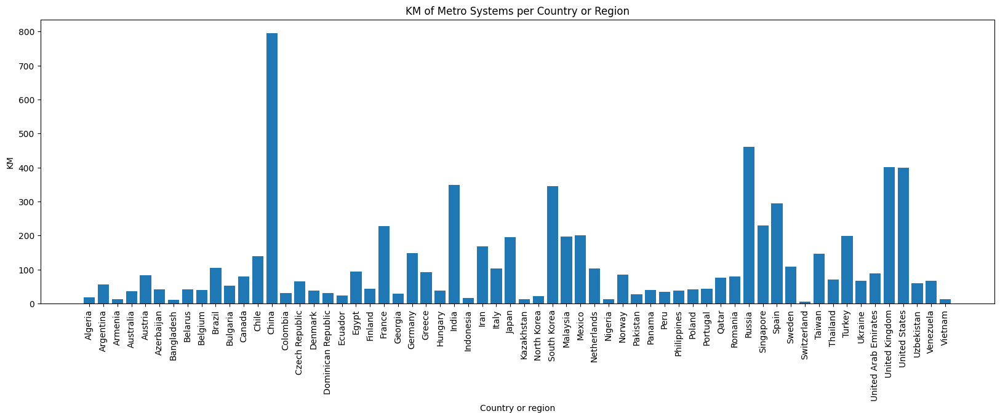 KM of Metro Systems per Country or Region
KM
800
700
600
500
400
300
200
100
0
Algeria
Argentina
Armenia
Australia
Austria
Azerbaijan
Bangladesh
Belarus
Belgium
Brazil
Bulgaria
Canada
Chile
China
Colombia
Czech Republic
Denmark
Dominican Republic
Ecuador
Egypt
Finland
France
Georgia
Germany
Greece
Hungary
India
Indonesia
Iran
Italy
Japan
Kazakhstan
North Korea
South Korea
Malaysia
Mexico
Netherlands
Nigeria
Norway
Pakistan
Panama
Peru
Philippines
Poland
Portugal
Qatar
Romania
Russia
Singapore
Spain
Sweden
Switzerland
Taiwan
Thailand
Turkey
Ukraine
United Arab Emirates
United Kingdom
United States
Uzbekistan
Venezuela
Vietnam
Country or region